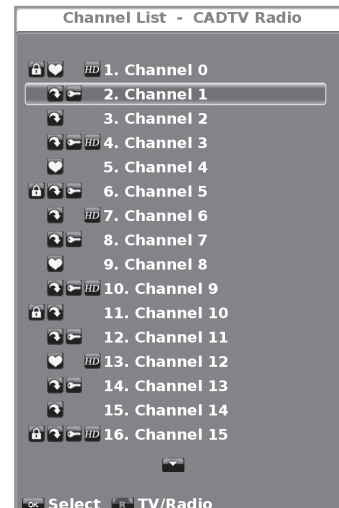 Channel List - CADTV Radio
HD 1. Channel 0
2. Channel 1
3. Channel 2
HD 4. Channel 3
5. Channel 4
6. Channel 5
HD 7. Channel 6
8. Channel 7
9. Channel 8
HD 10. Channel 9
11. Channel 10
12. Channel 11
HD 13. Channel 12
14. Channel 13
15. Channel 14
HD 16. Channel 15
OK Select R TV/Radio